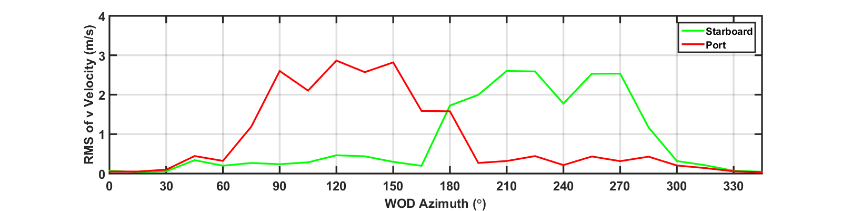 RMS of v Velocity (m/s)
4
3
2
1
0
Starboard
Port
0 30 60 90 120 150 180 210 240 270 300 330
WOD Azimuth (°)